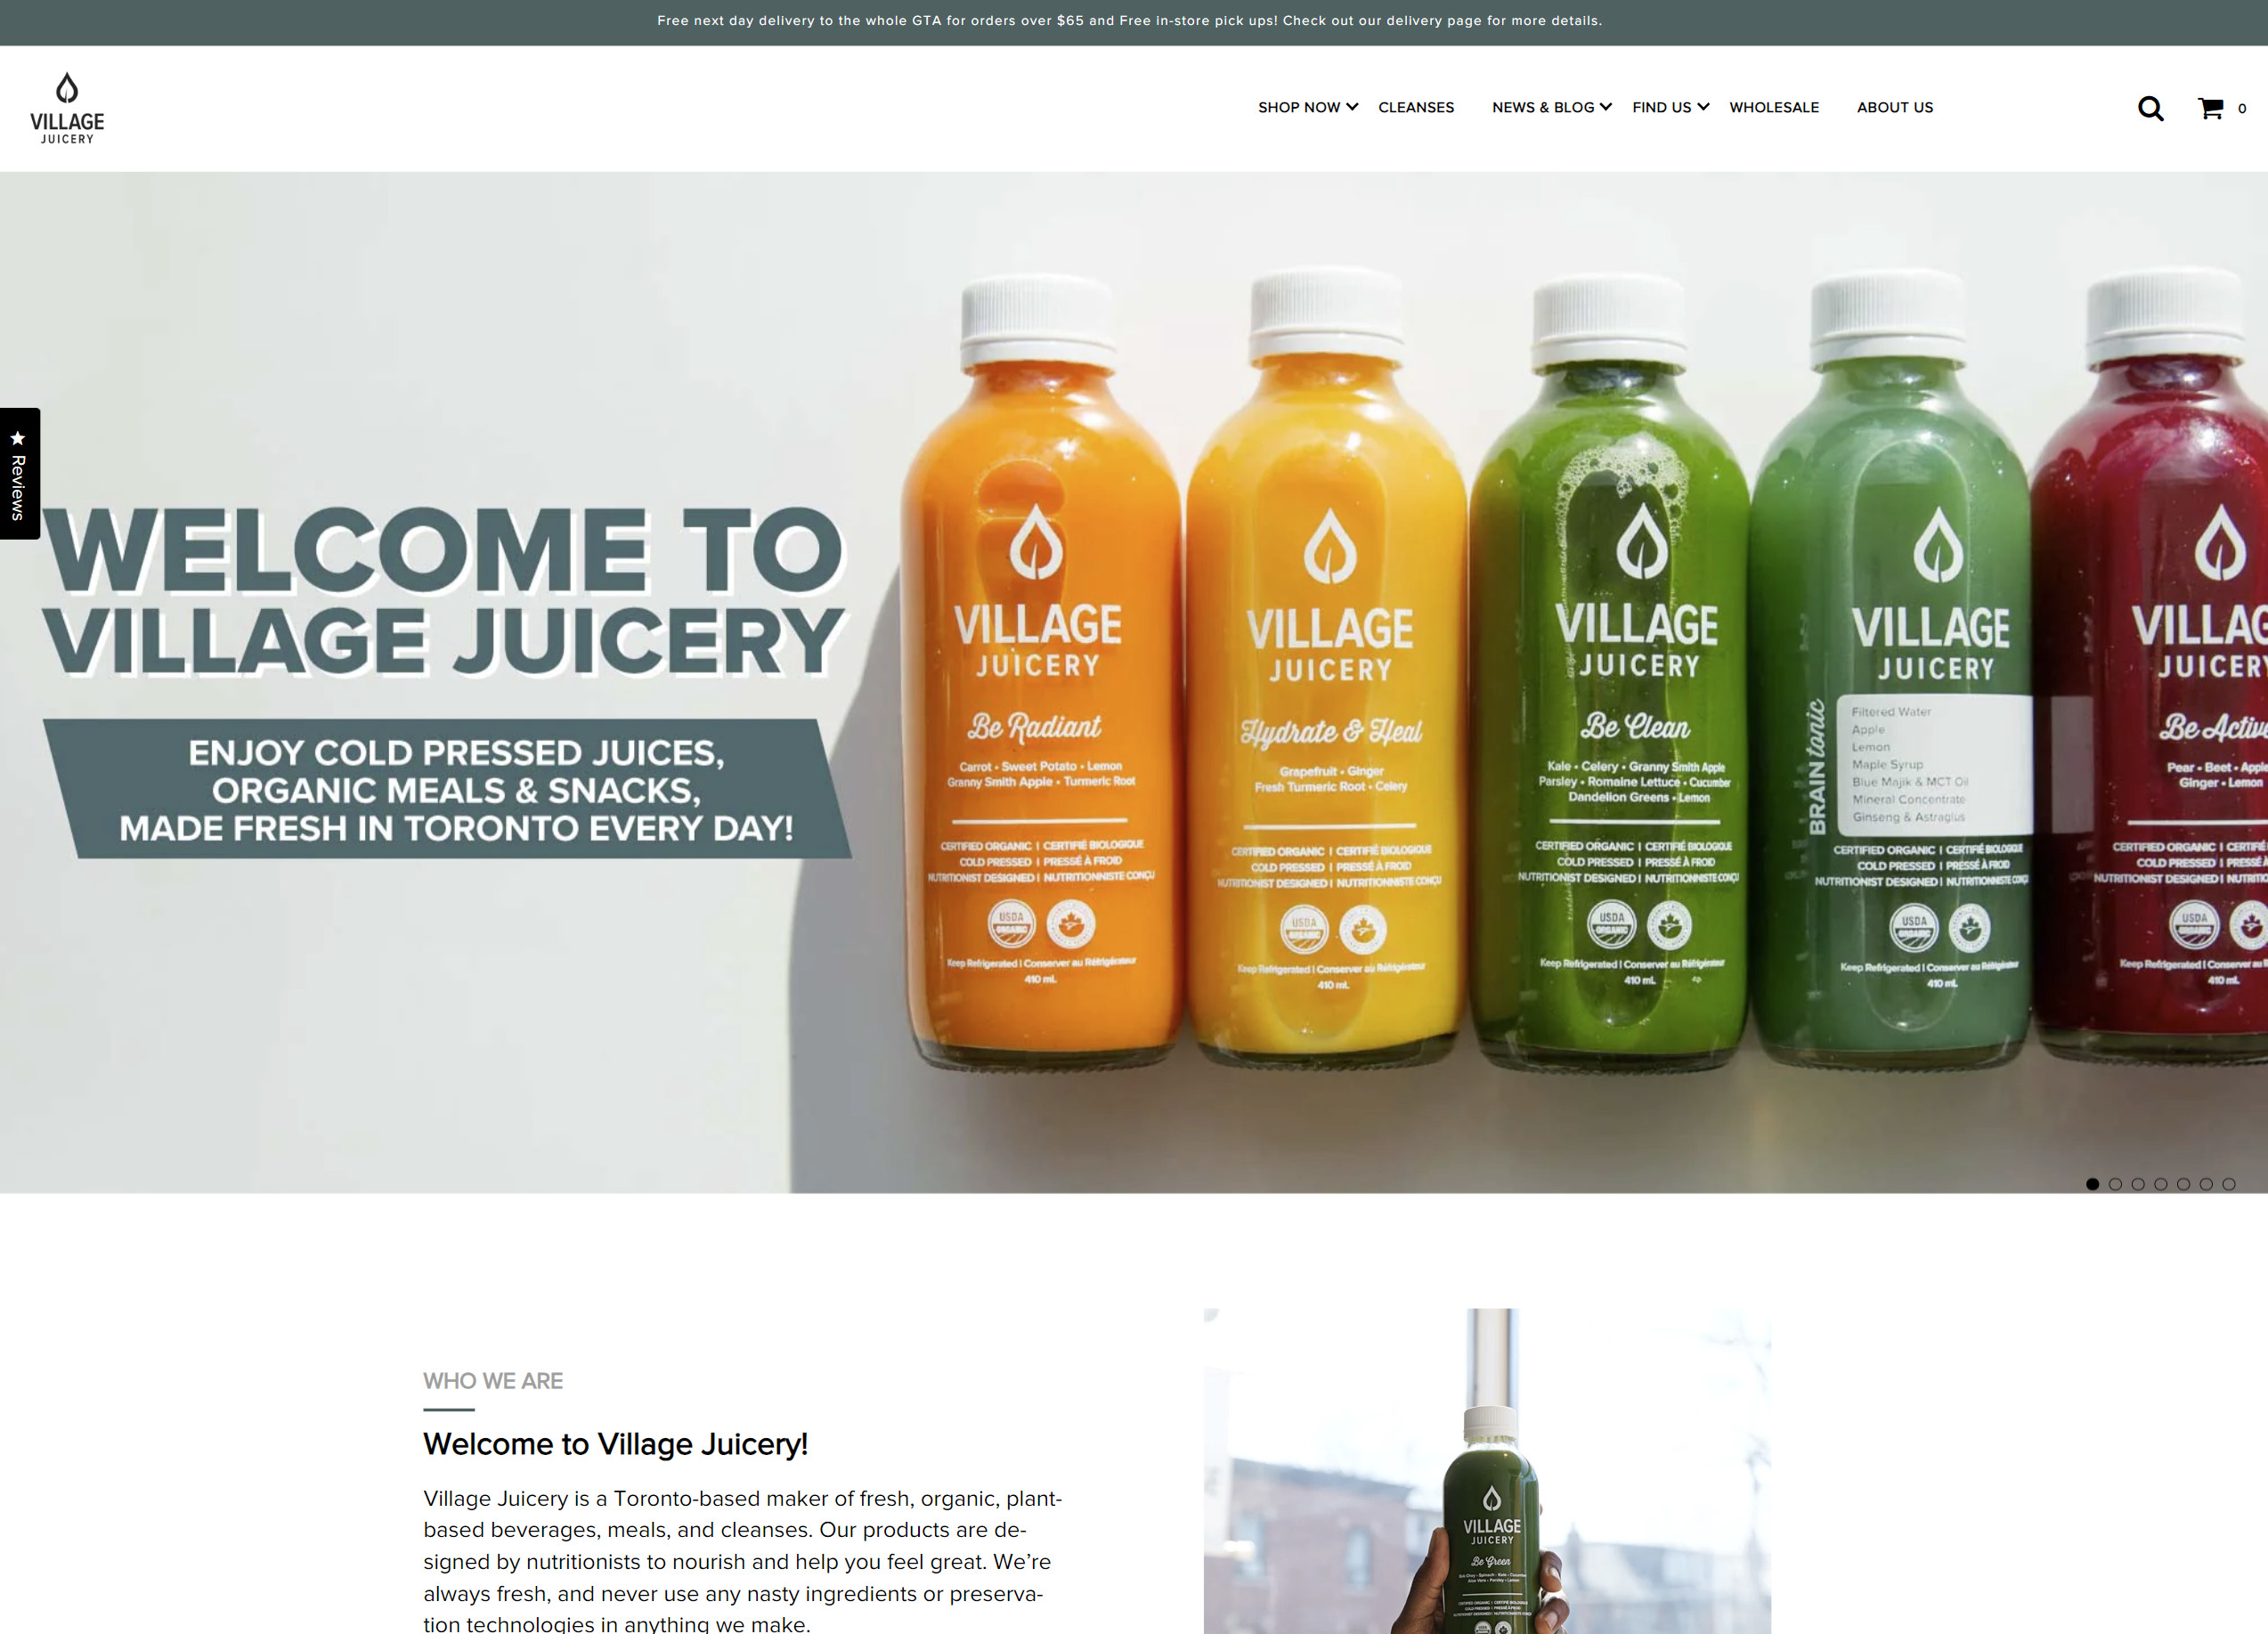 Free next day delivery to the whole GTA for orders over $65 and Free in-store pick ups! Check out our delivery page for more details.
VILLAGE
JUICERY
SHOP NOW
CLEANSES
NEWS & BLOG
FIND US
WHOLESALE
ABOUT US
0
Reviews
WELCOME TO
VILLAGE JUICERY
ENJOY COLD PRESSED JUICES,
ORGANIC MEALS & SNACKS,
MADE FRESH IN TORONTO EVERY DAY!
VILLAGE
JUICERY
Be Radiant
Carrot • Sweet Potato • Lemon
Granny Smith Apple • Turmeric Root
CERTIFIED ORGANIC | CERTIFIÉ BIOLOGIQUE
COLD PRESSED | PRESSÉ À FROID
NUTRITIONIST DESIGNED | NUTRITIONNISTE CONÇU
USDA
ORGANIC
Keep Refrigerated | Conserver au Réfrigérateur
410 mL
VILLAGE
JUICERY
Hydrate & Heal
Grapefruit • Ginger
Fresh Turmeric Root • Celery
CERTIFIED ORGANIC | CERTIFIÉ BIOLOGIQUE
COLD PRESSED | PRESSÉ À FROID
NUTRITIONIST DESIGNED | NUTRITIONNISTE CONÇU
USDA
ORGANIC
Keep Refrigerated | Conserver au Réfrigérateur
410 mL
VILLAGE
JUICERY
Be Clean
Kale • Celery • Granny Smith Apple
Parsley • Romaine Lettuce • Cucumber
Dandelion Greens • Lemon
CERTIFIED ORGANIC | CERTIFIÉ BIOLOGIQUE
COLD PRESSED | PRESSÉ À FROID
NUTRITIONIST DESIGNED | NUTRITIONNISTE CONÇU
USDA
ORGANIC
Keep Refrigerated | Conserver au Réfrigérateur
410 mL
VILLAGE
JUICERY
BRAINtonic
Filtered Water
Apple
Lemon
Maple Syrup
Blue Majik & MCT Oil
Mineral Concentrate
Ginseng & Astraglus
CERTIFIED ORGANIC | CERTIFIÉ BIOLOGIQUE
COLD PRESSED | PRESSÉ À FROID
NUTRITIONIST DESIGNED | NUTRITIONNISTE CONÇU
USDA
ORGANIC
Keep Refrigerated | Conserver au Réfrigérateur
410 mL
VILLAG
JUICER
Be Active
Pear • Beet • Apple
Ginger • Lemon
CERTIFIED ORGANIC | CERTIFIÉ
COLD PRESSED | PRESSÉ
NUTRITIONIST DESIGNED | NUTRITIO
USDA
ORGANIC
Keep Refrigerated | Conserver au
410 mL
WHO WE ARE
Welcome to Village Juicery!
Village Juicery is a Toronto-based maker of fresh, organic, plant-
based beverages, meals, and cleanses. Our products are de-
signed by nutritionists to nourish and help you feel great. We’re
always fresh, and never use any nasty ingredients or preserva-
tion technologies in anything we make.
VILLAGE
JUICERY
Be Green